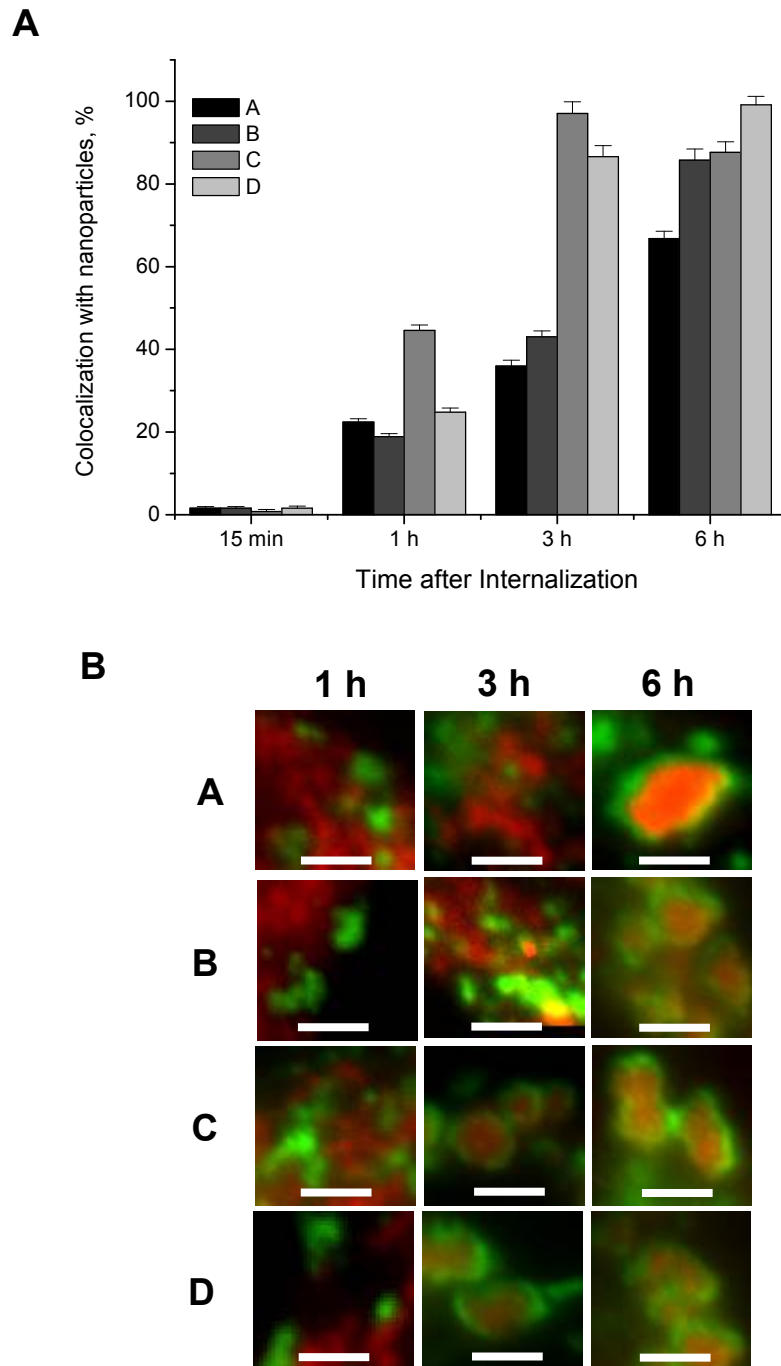 A
Colocalization with nanoparticles, %
100
80
60
40
20
0
A
B
C
D
15 min 1 h 3 h 6 h
Time after Internalization
B
1 h 3 h 6 h
A
B
C
D